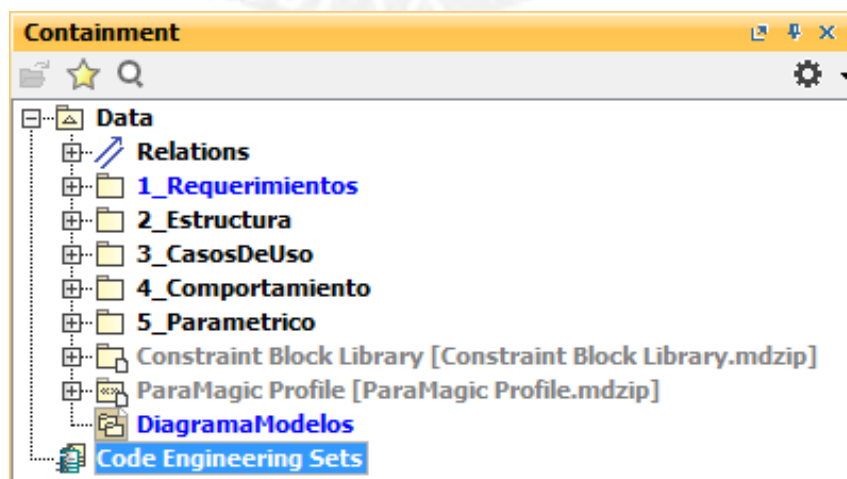 Containment
Data
Relations
1_Requerimientos
2_Estructura
3_CasosDeUso
4_Comportamiento
5_Parametrico
Constraint Block Library [Constraint Block Library.mdzip]
«»
ParaMagic Profile [ParaMagic Profile.mdzip]
DiagramaModelos
Code Engineering Sets